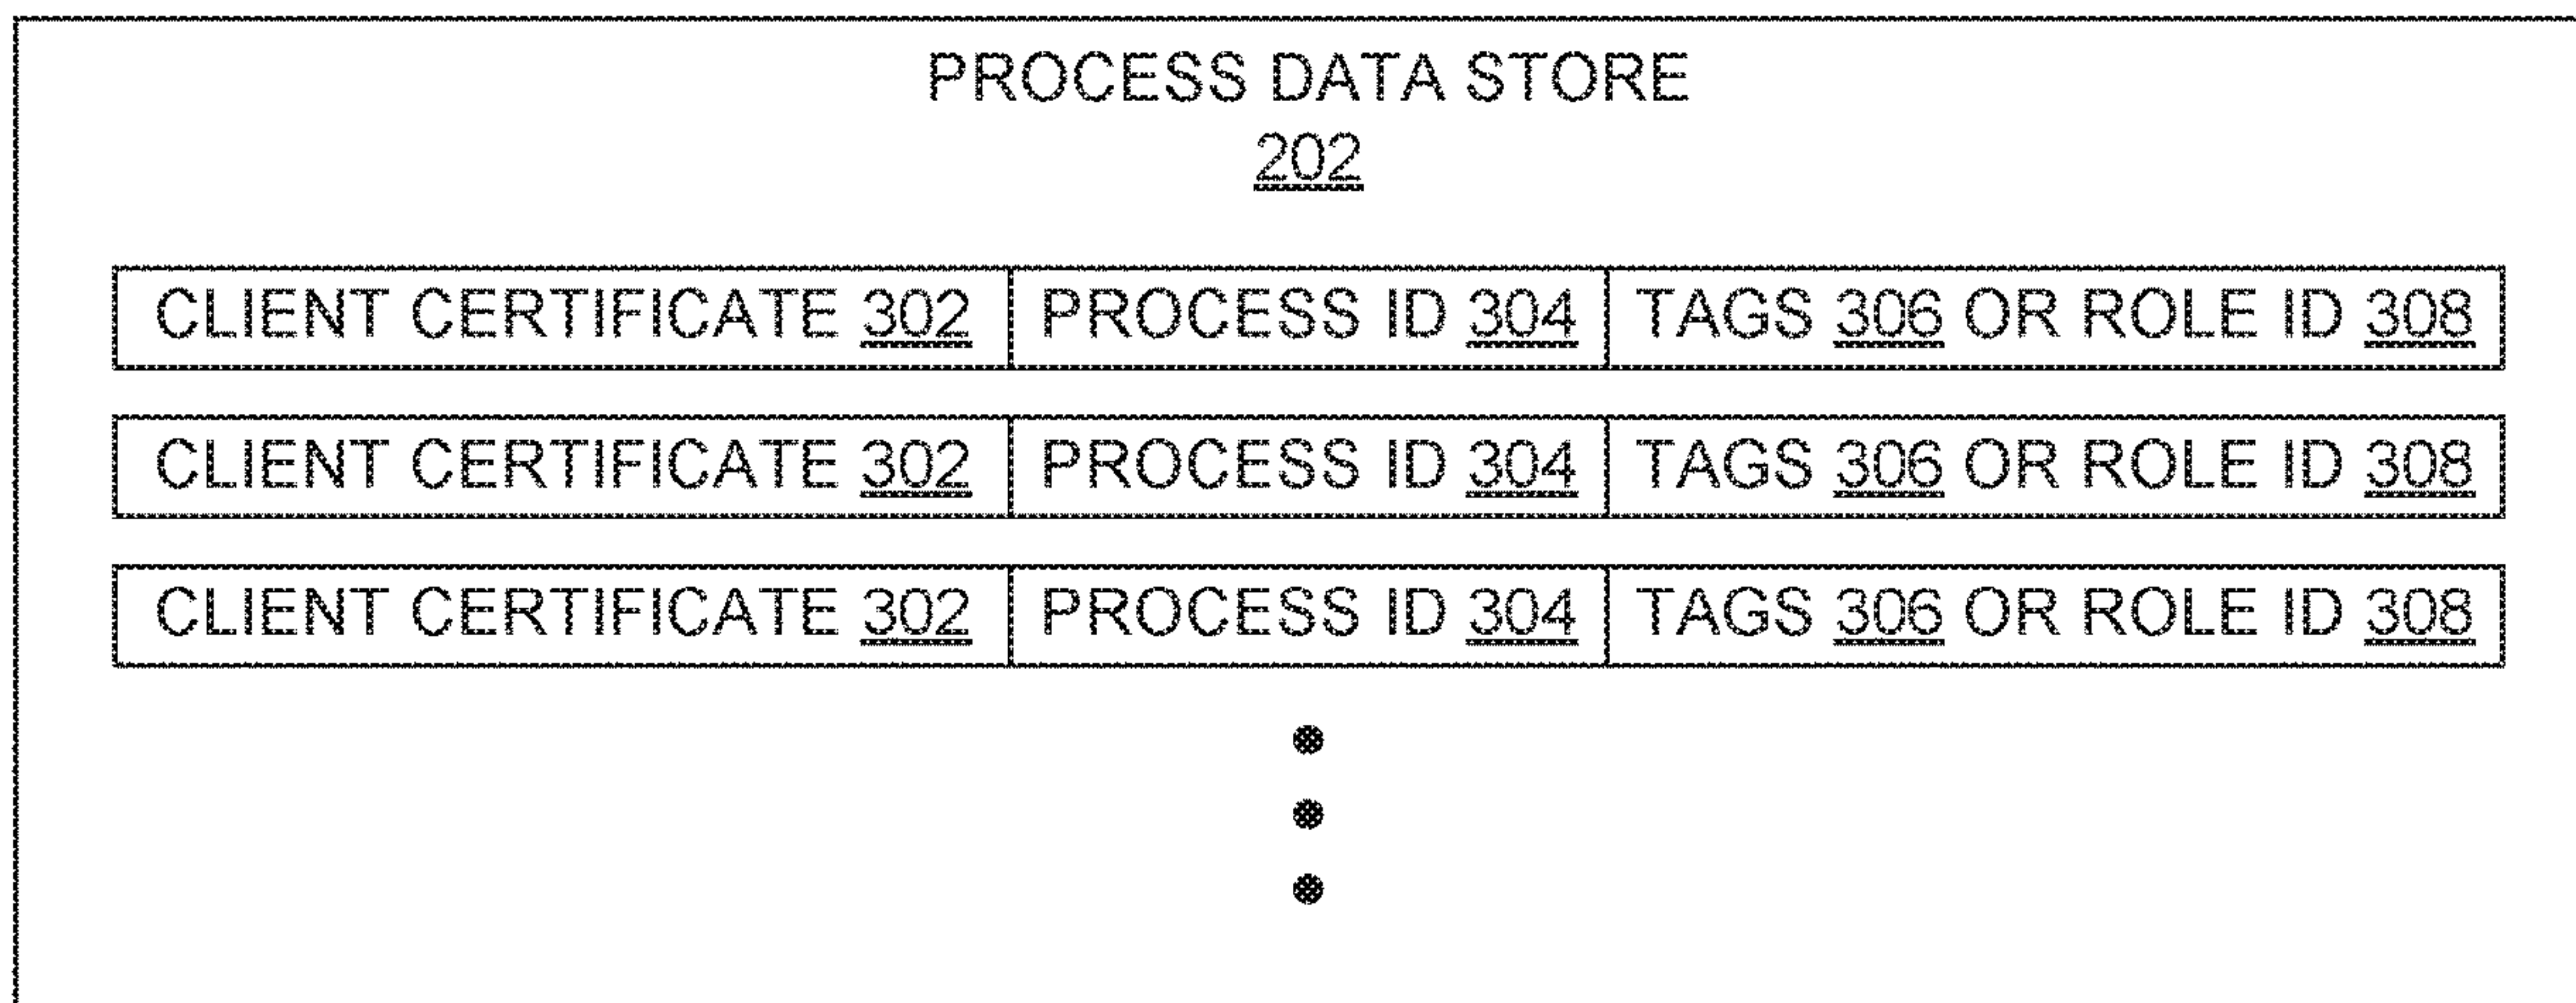 PROCESS DATA STORE
202
CLIENT CERTIFICATE 302 PROCESS ID 304 TAGS 306 OR ROLE ID 308
CLIENT CERTIFICATE 302 PROCESS ID 304 TAGS 306 OR ROLE ID 308
CLIENT CERTIFICATE 302 PROCESS ID 304 TAGS 306 OR ROLE ID 308